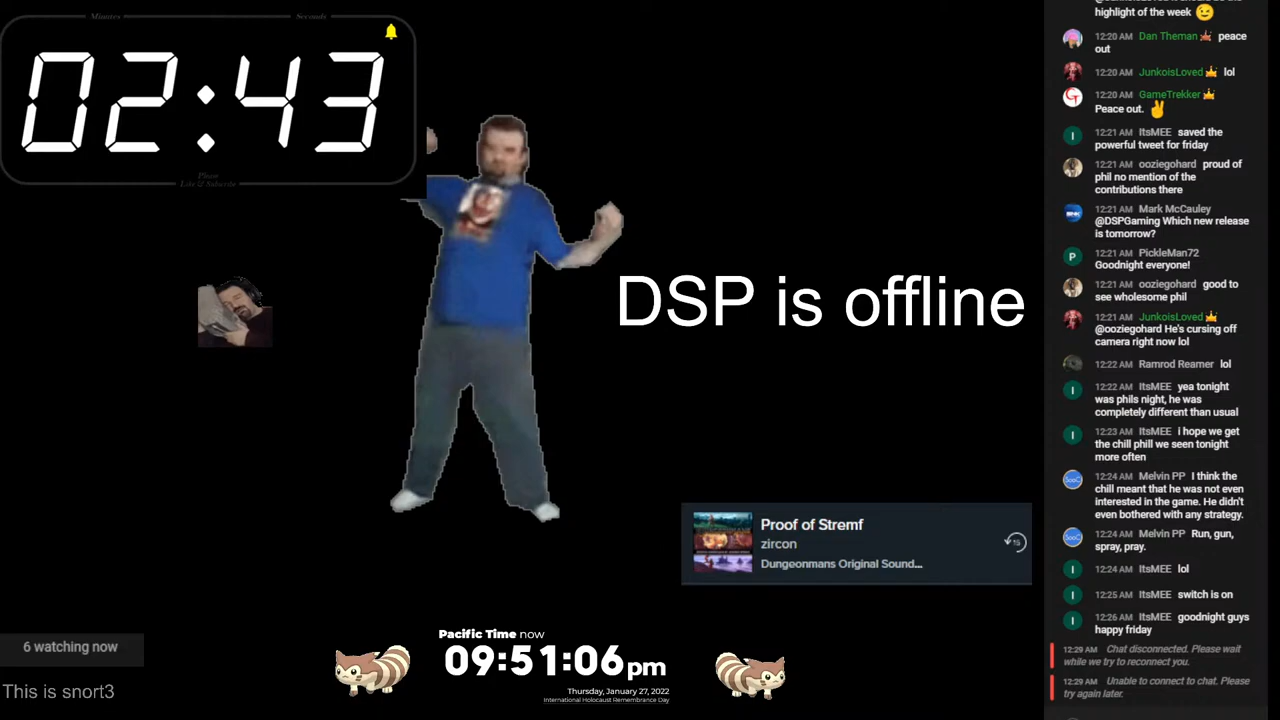 Minutes
Seconds
02:43
Please
Like & Subscribe
DSP is offline
Proof of Stremf
zircon
Dungeonmans Original Sound...
15
6 watching now
This is snort3
Pacific Time now
09:51:06pm
Thursday, January 27, 2022
International Holocaust Remembrance Day
highlight of the week
12:20 AM Dan Theman peace
out
12:20 AM JunkoisLoved lol
12:20 AM GameTrekker
Peace out.
12:21 AM ItsMEE saved the
powerful tweet for friday
12:21 AM ooziegohard proud of
phil no mention of the
contributions there
12:21 AM Mark McCauley
@DSPGaming Which new release
is tomorrow?
12:21 AM PickleMan72
Goodnight everyone!
12:21 AM ooziegohard good to
see wholesome phil
12:21 AM JunkoisLoved
@ooziegohard He's cursing off
camera right now lol
12:22 AM Ramrod Reamer lol
12:22 AM ItsMEE yea tonight
was phils night, he was
completely different than usual
12:23 AM ItsMEE i hope we get
the chill phill we seen tonight
more often
12:24 AM Melvin PP I think the
chill meant that he was not even
interested in the game. He didn't
even bothered with any strategy.
12:24 AM Melvin PP Run, gun,
spray, pray.
12:24 AM ItsMEE lol
12:25 AM ItsMEE switch is on
12:26 AM ItsMEE goodnight guys
happy friday
12:29 AM Chat disconnected. Please wait
while we try to reconnect you.
12:29 AM Unable to connect to chat. Please
try again later.